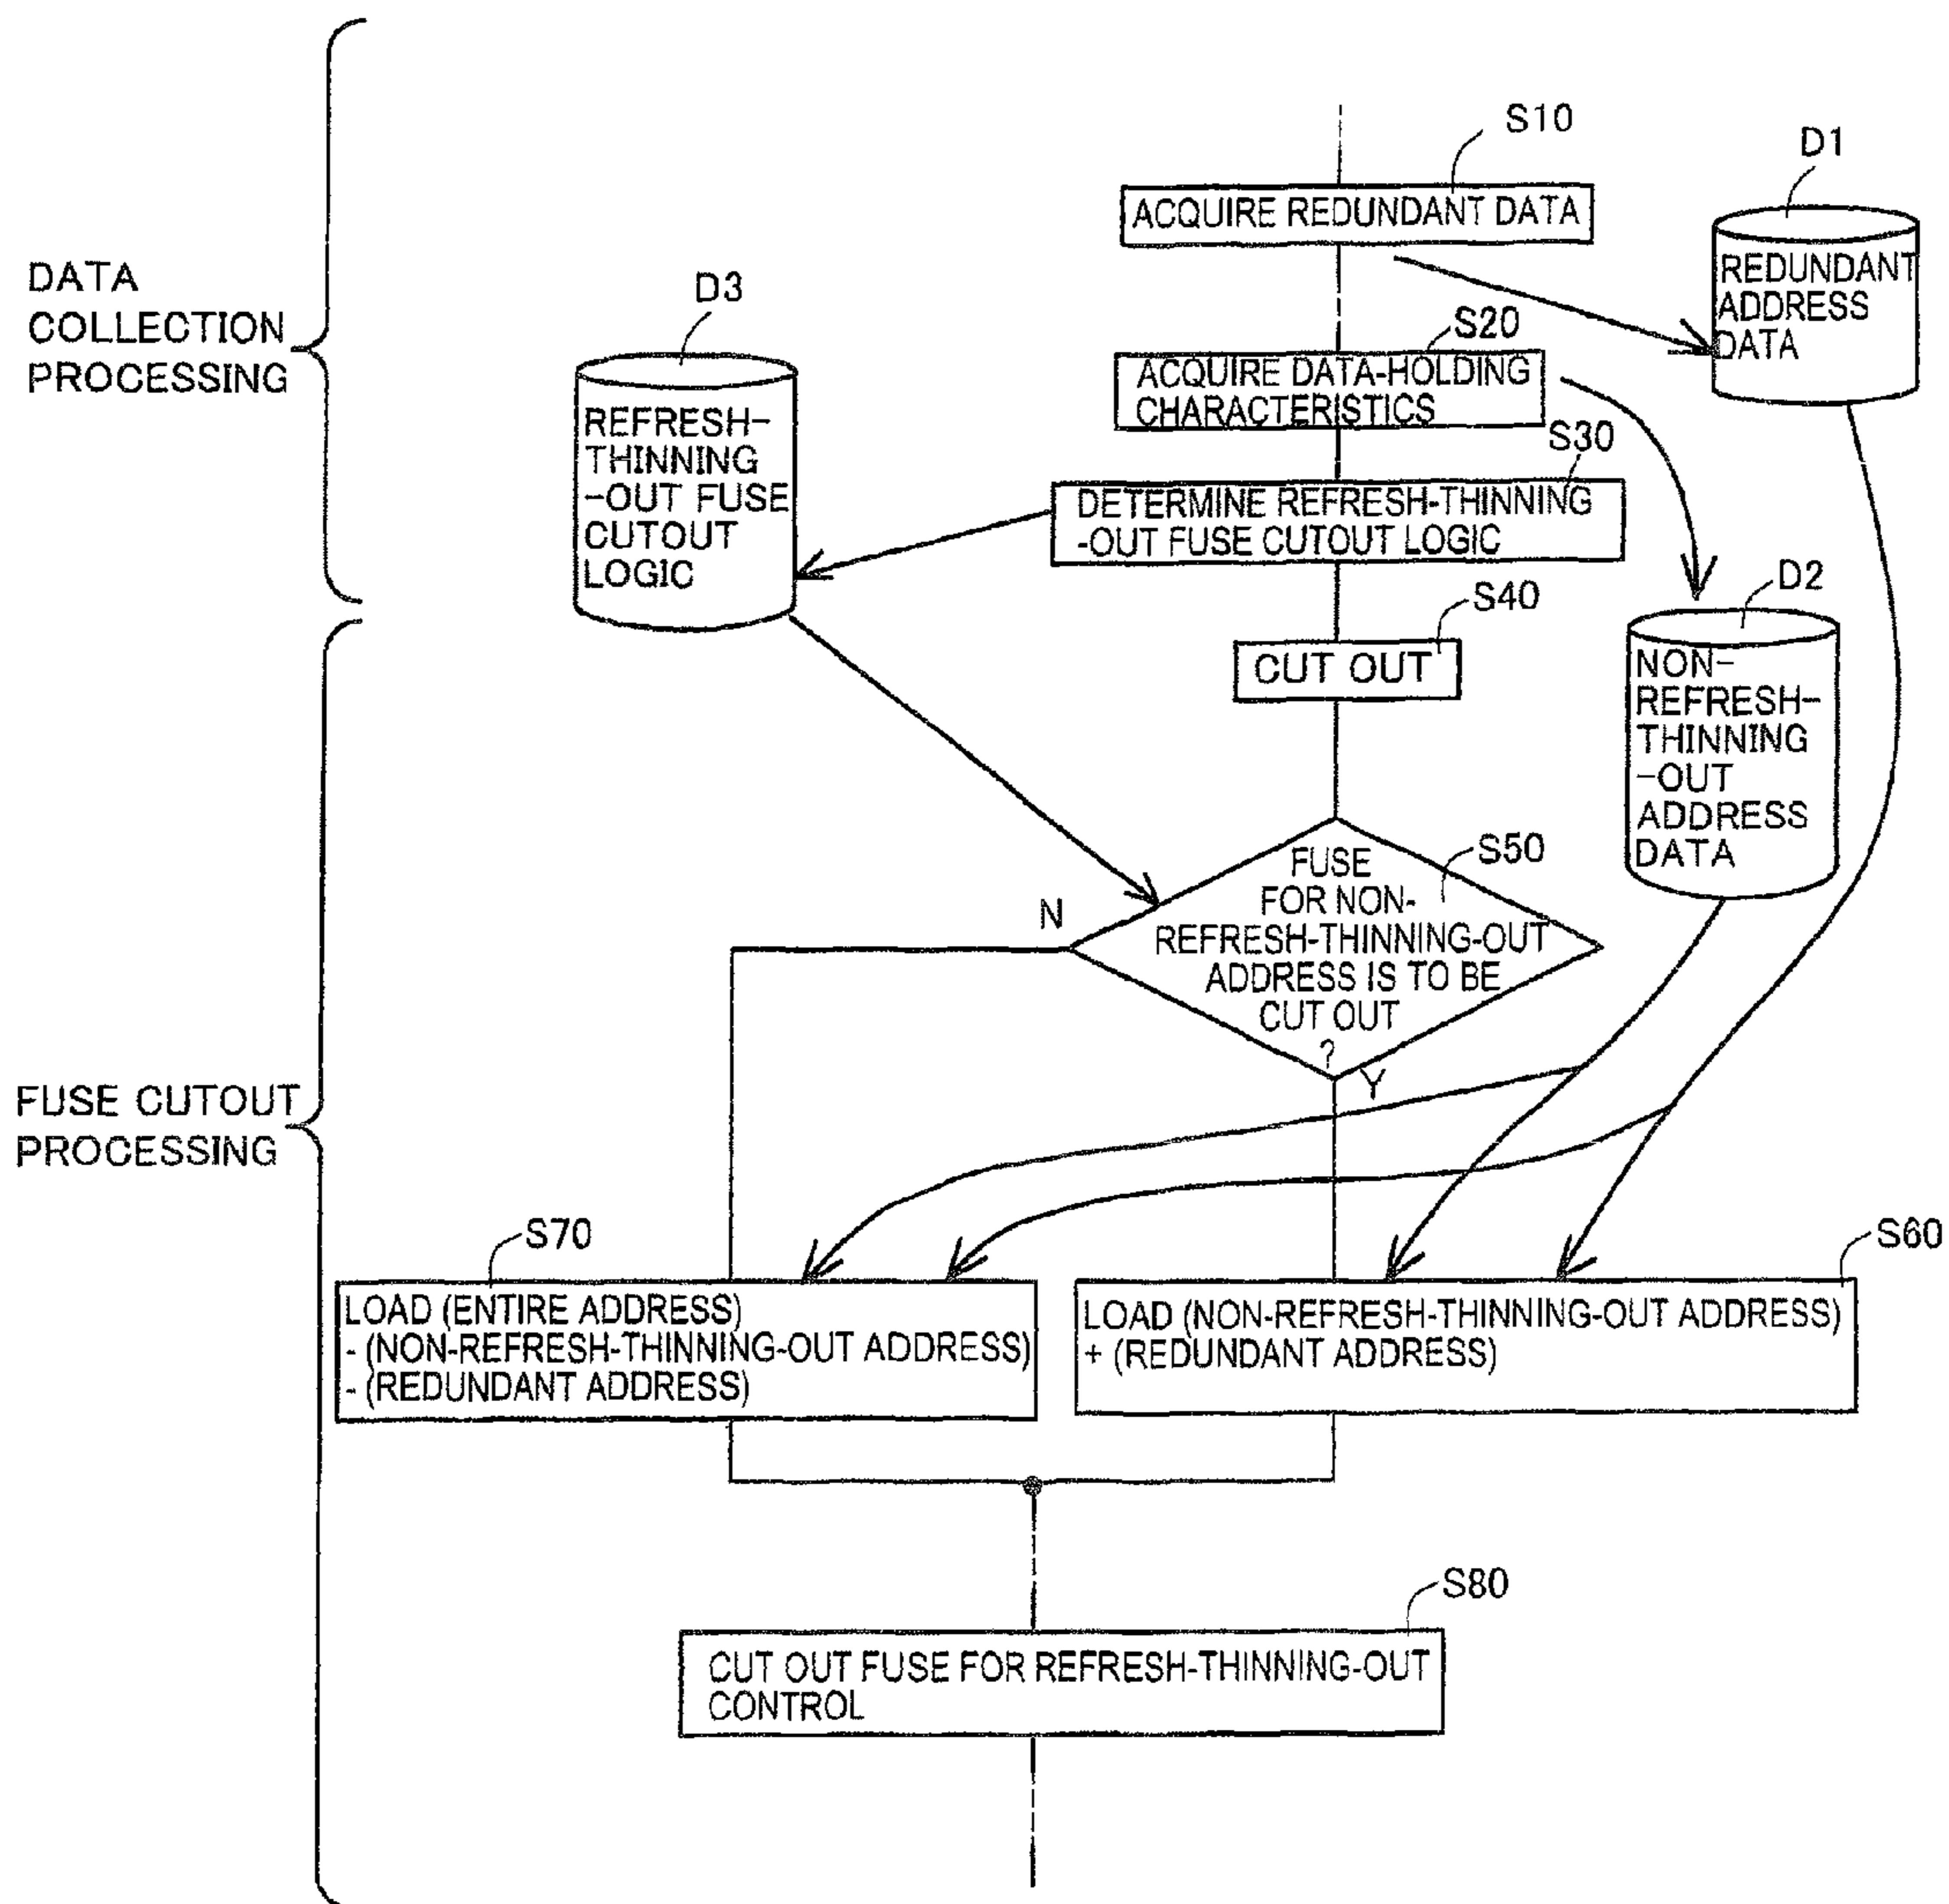 S10
D1
ACQUIRE REDUNDANT DATA
REDUNDANT
ADDRESS
DATA
DATA
COLLECTION
PROCESSING
D3
S20
ACQUIRE DATA-HOLDING
CHARACTERISTICS
REFRESH-
THINNING
-OUT FUSE
CUTOUT
LOGIC
S30
DETERMINE REFRESH-THINNING
-OUT FUSE CUTOUT LOGIC
D2
S40
CUT OUT
NON-
REFRESH-
THINNING
-OUT
ADDRESS
DATA
S50
FUSE
FOR NON-
REFRESH-THINNING-OUT
ADDRESS IS TO BE
CUT OUT
?
N
Y
FUSE CUTOUT
PROCESSING
S70
LOAD (ENTIRE ADDRESS)
- (NON-REFRESH-THINNING-OUT ADDRESS)
- (REDUNDANT ADDRESS)
S60
LOAD (NON-REFRESH-THINNING-OUT ADDRESS)
+ (REDUNDANT ADDRESS)
S80
CUT OUT FUSE FOR REFRESH-THINNING-OUT
CONTROL